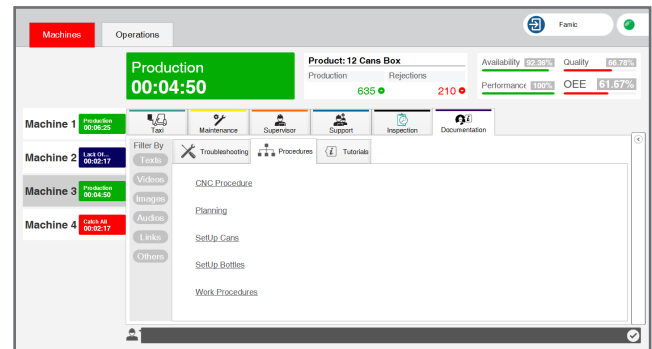 Machines
Operations
Famic
Production
00:04:50
Product: 12 Cans Box
Production
Rejections
635
210
Availability 92.36%
Quality 66.78%
Performance 100%
OEE 61.67%
Machine 1
Production
00:06:25
Machine 2
Lack Of...
00:02:17
Machine 3
Production
00:04:50
Machine 4
Catch All
00:02:17
Taxi
Maintenance
Supervisor
Support
Inspection
Documentation
Filter By
Texts
Videos
Images
Audios
Links
Others
Troubleshooting
Procedures
Tutorials
CNC Procedure
Planning
SetUp Cans
SetUp Bottles
Work Procedures